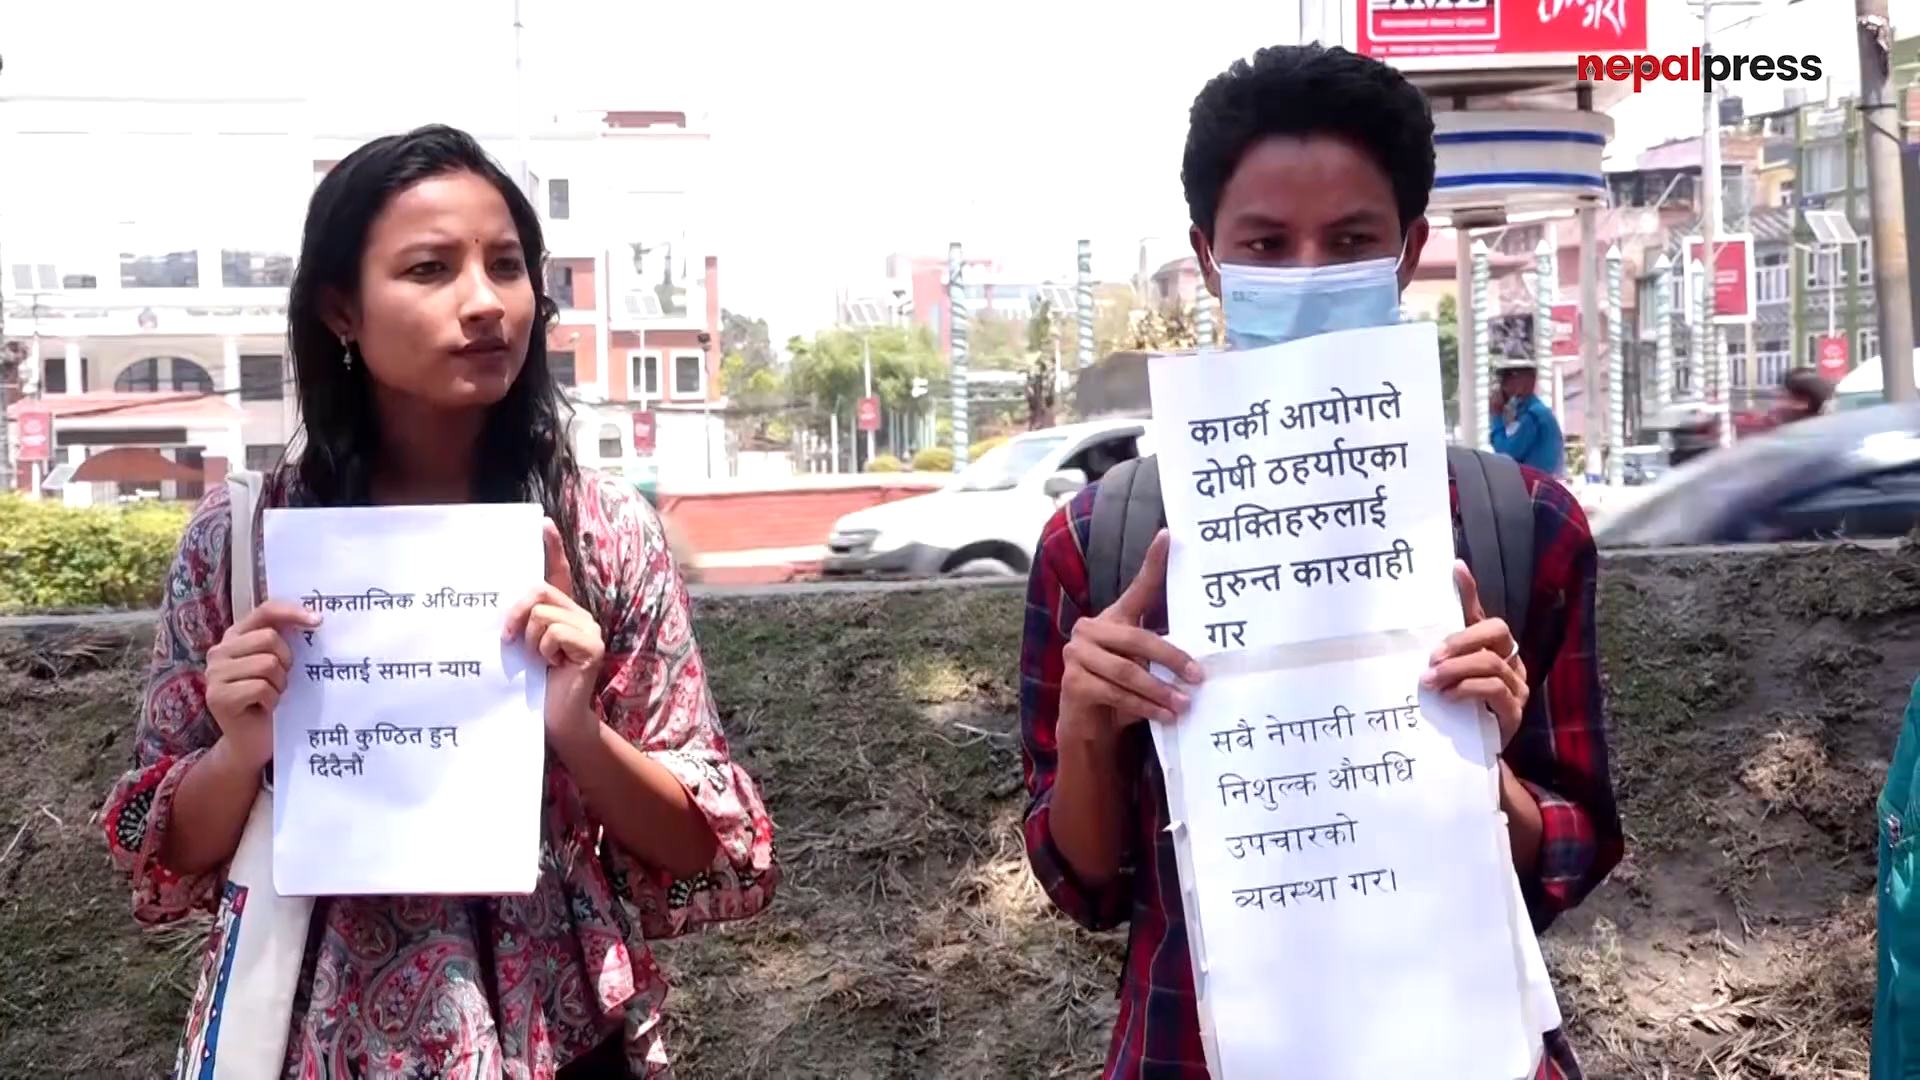 nepalpress
लोकतान्त्रिक अधिकार
र
सबैलाई समान न्याय
हामी कुण्ठित हुन्
दिंदैनौं
कार्की आयोगले
दोषी ठहर्याएका
व्यक्तिहरुलाई
तुरुन्त कारवाही
गर
सबै नेपाली लाई
निशुल्क औषधि
उपचारको
व्यवस्था गर।